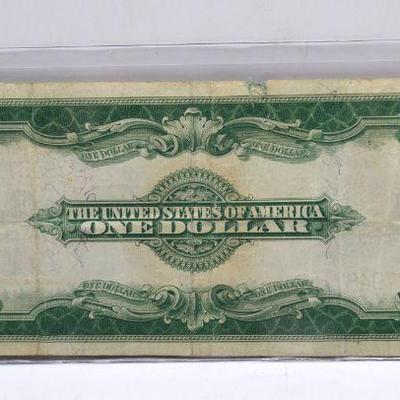 ONE DOLLAR ONE DOLLAR
THE UNITED STATES OF AMERICA
ONE DOLLAR
ONE DOLLAR ONE DOLLAR